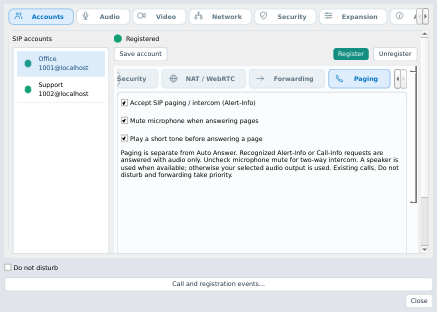 Accounts Audio Video Network Security Expansion
SIP accounts
Registered
Office
1001@localhost
Support
1002@localhost
Save account Register Unregister
Security NAT / WebRTC Forwarding Paging
Accept SIP paging / intercom (Alert-Info)
Mute microphone when answering pages
Play a short tone before answering a page
Paging is separate from Auto Answer. Recognized Alert-Info or Call-Info requests are
answered with audio only. Uncheck microphone mute for two-way intercom. A speaker is
used when available; otherwise your selected audio output is used. Existing calls, Do not
disturb and forwarding take priority.
Do not disturb
Call and registration events...
Close